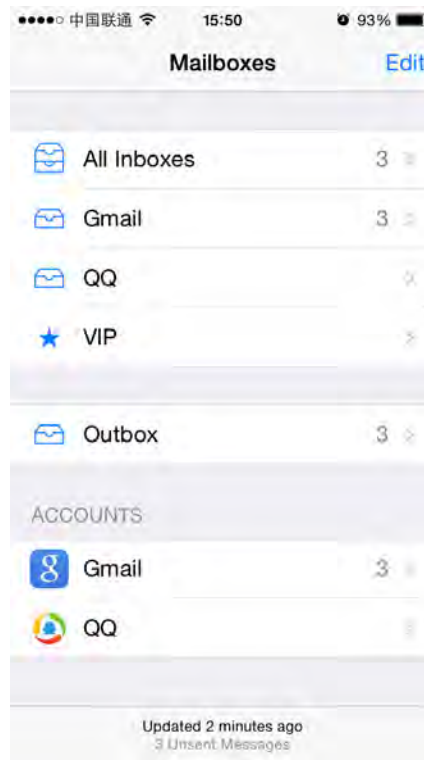 中国联通 15:50 93%
Mailboxes Edit
All Inboxes 3
Gmail 3
QQ
VIP
Outbox 3
ACCOUNTS
Gmail 3
QQ
Updated 2 minutes ago
3 Unsent Messages